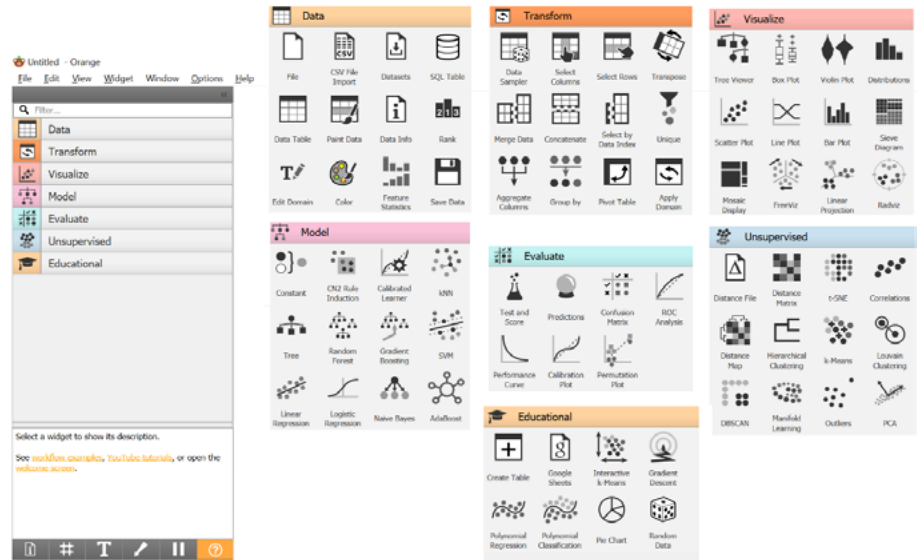 Untitled - Orange
File Edit View Widget Window Options Help
Filter...
Data
Transform
Visualize
Model
Evaluate
Unsupervised
Educational
Select a widget to show its description.
See workflow examples, YouTube tutorials, or open the
welcome screen.
Data
File
CSV File
Import
Datasets
SQL Table
Data Table
Paint Data
Data Info
Rank
Edit Domain
Color
Feature
Statistics
Save Data
Transform
Data
Sampler
Select
Columns
Select Rows
Transpose
Merge Data
Concatenate
Select by
Data Index
Unique
Aggregate
Columns
Group by
Pivot Table
Apply
Domain
Visualize
Tree Viewer
Box Plot
Violin Plot
Distributions
Scatter Plot
Line Plot
Bar Plot
Sieve
Diagram
Mosaic
Display
FreeViz
Linear
Projection
Radviz
Model
Constant
CN2 Rule
Induction
Calibrated
Learner
kNN
Tree
Random
Forest
Gradient
Boosting
SVM
Linear
Regression
Logistic
Regression
Naive Bayes
AdaBoost
Evaluate
Test and
Score
Predictions
Confusion
Matrix
ROC
Analysis
Performance
Curve
Calibration
Plot
Permutation
Plot
Unsupervised
Distance File
Distance
Matrix
t-SNE
Correlations
Distance
Map
Hierarchical
Clustering
k-Means
Louvain
Clustering
DBSCAN
Manifold
Learning
Outliers
PCA
Educational
Create Table
Google
Sheets
Interactive
k-Means
Gradient
Descent
Polynomial
Regression
Polynomial
Classification
Pie Chart
Random
Data